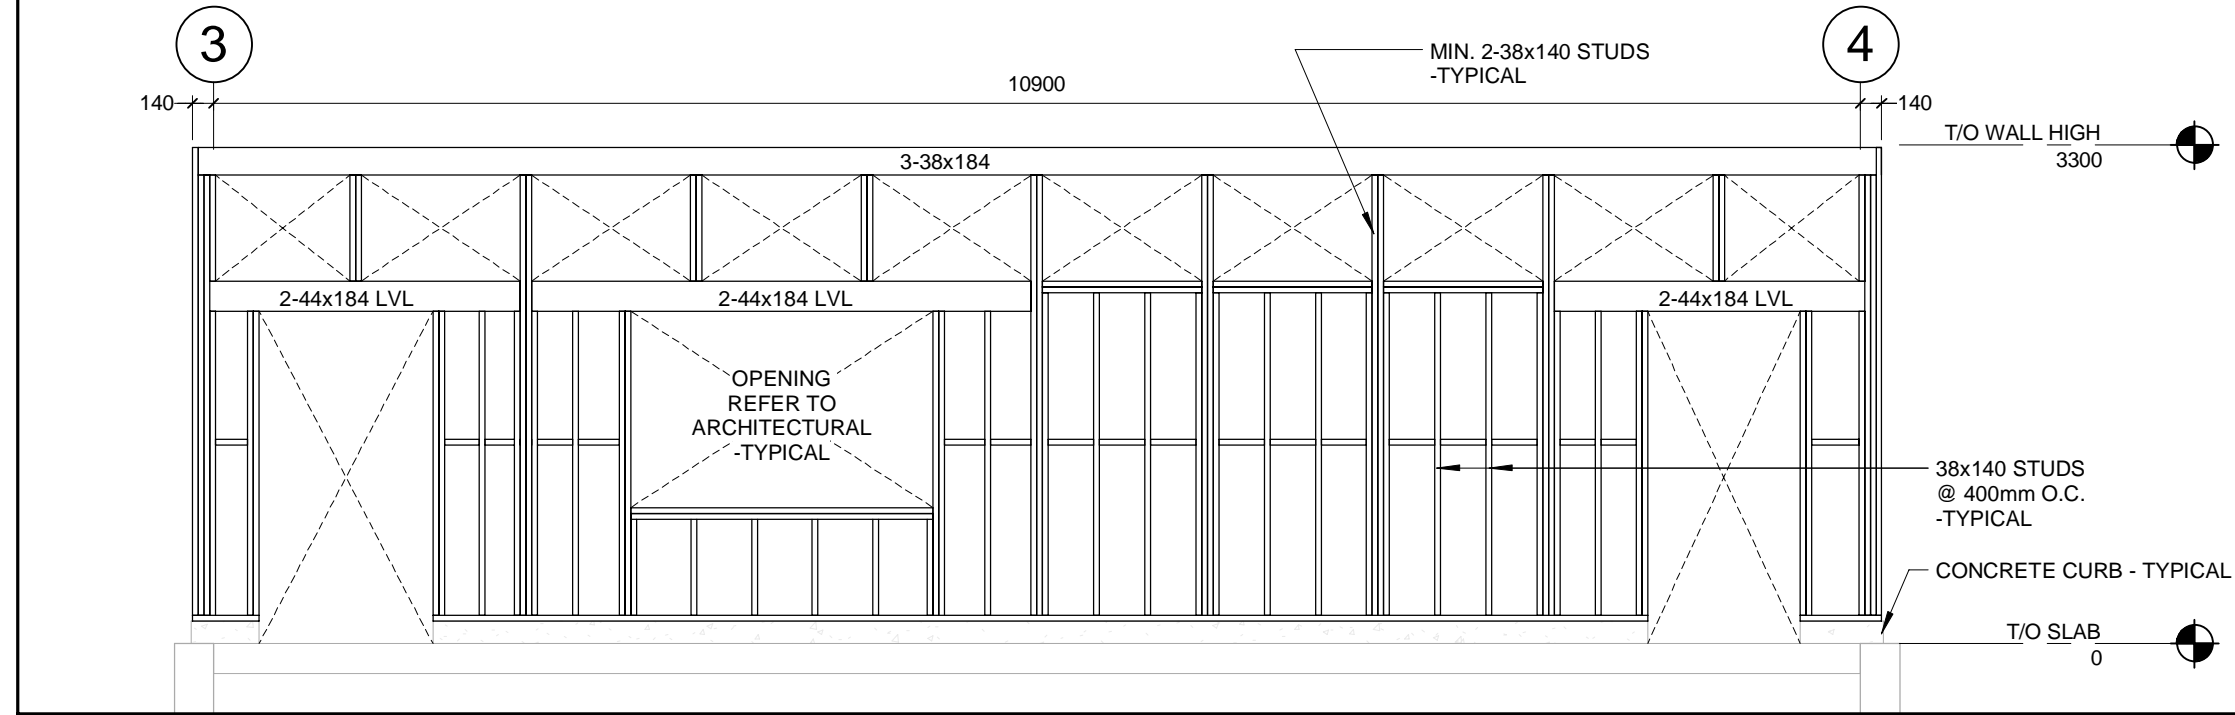 3
4
MIN. 2-38x140 STUDS
-TYPICAL
10900
140
140
T/O WALL HIGH
3300
3-38x184
2-44x184 LVL
2-44x184 LVL
2-44x184 LVL
OPENING
REFER TO
ARCHITECTURAL
-TYPICAL
38x140 STUDS
@ 400mm O.C.
-TYPICAL
CONCRETE CURB - TYPICAL
T/O SLAB
0